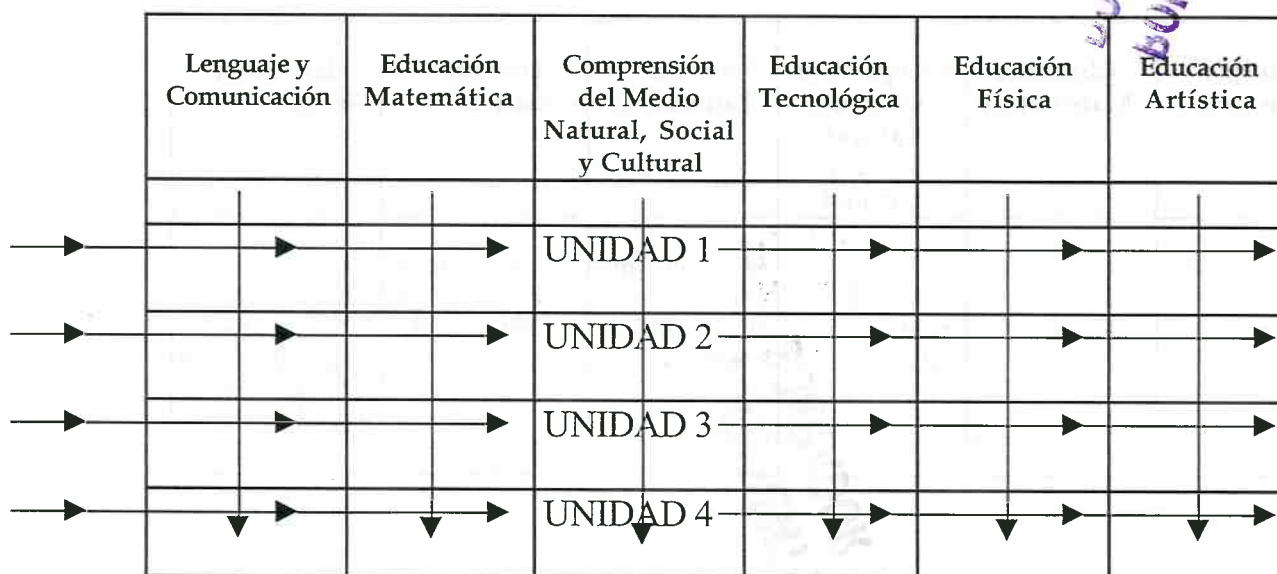 Lenguaje y
Comunicación
Educación
Matemática
Comprensión
del Medio
Natural, Social
y Cultural
Educación
Tecnológica
Educación
Física
Educación
Artística
UNIDAD 1
UNIDAD 2
UNIDAD 3
UNIDAD 4